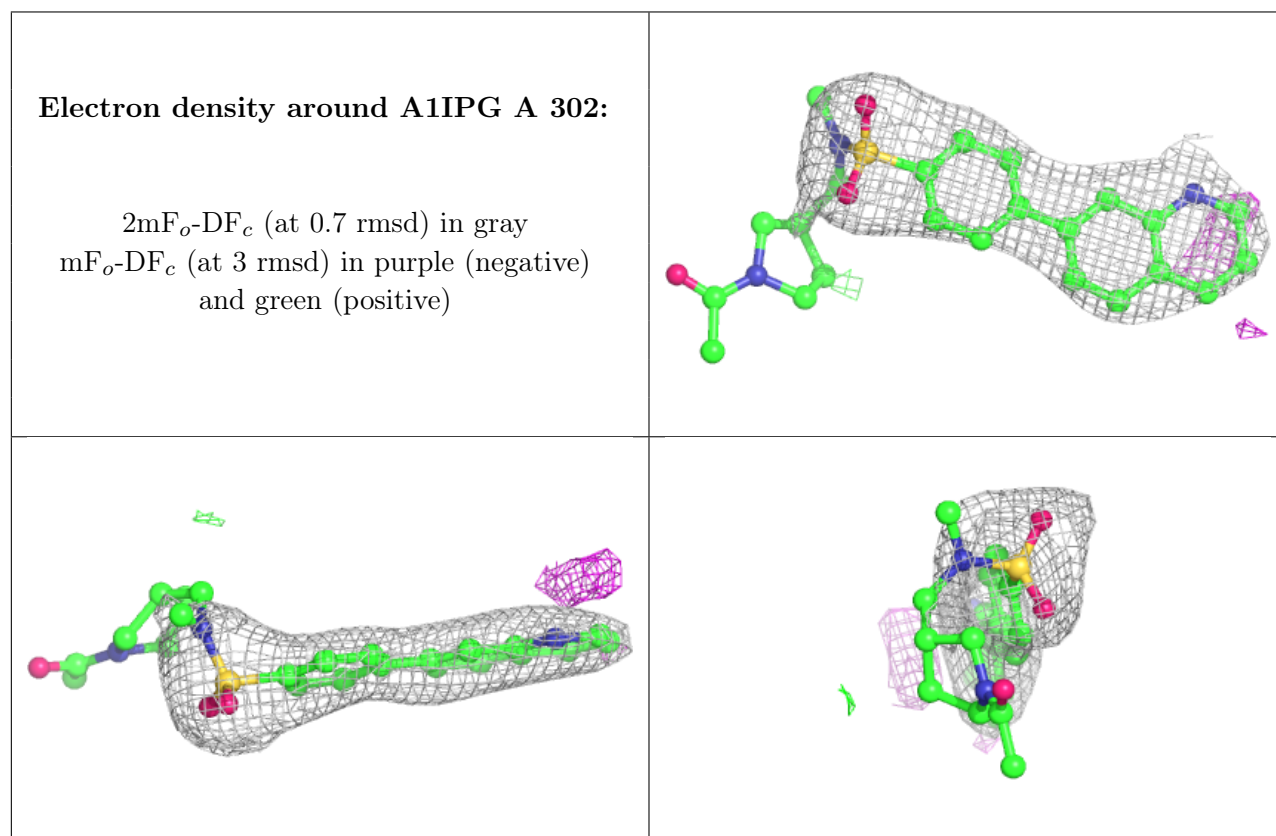 Electron density around A1IPG A 302:
2mFo-DFc (at 0.7 rmsd) in gray
mFo-DFc (at 3 rmsd) in purple (negative)
and green (positive)